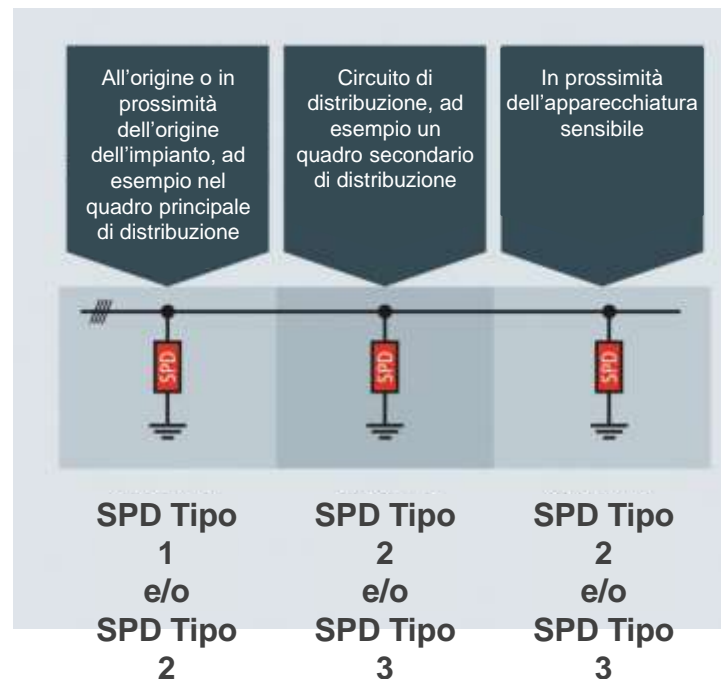 All'origine o in
prossimità
dell'origine
dell'impianto, ad
esempio nel
quadro principale
di distribuzione
Circuito di
distribuzione, ad
esempio un
quadro secondario
di distribuzione
In prossimità
dell'apparecchiatura
sensibile
SPD
SPD
SPD
SPD Tipo
1
e/o
SPD Tipo
2
SPD Tipo
2
e/o
SPD Tipo
3
SPD Tipo
2
e/o
SPD Tipo
3